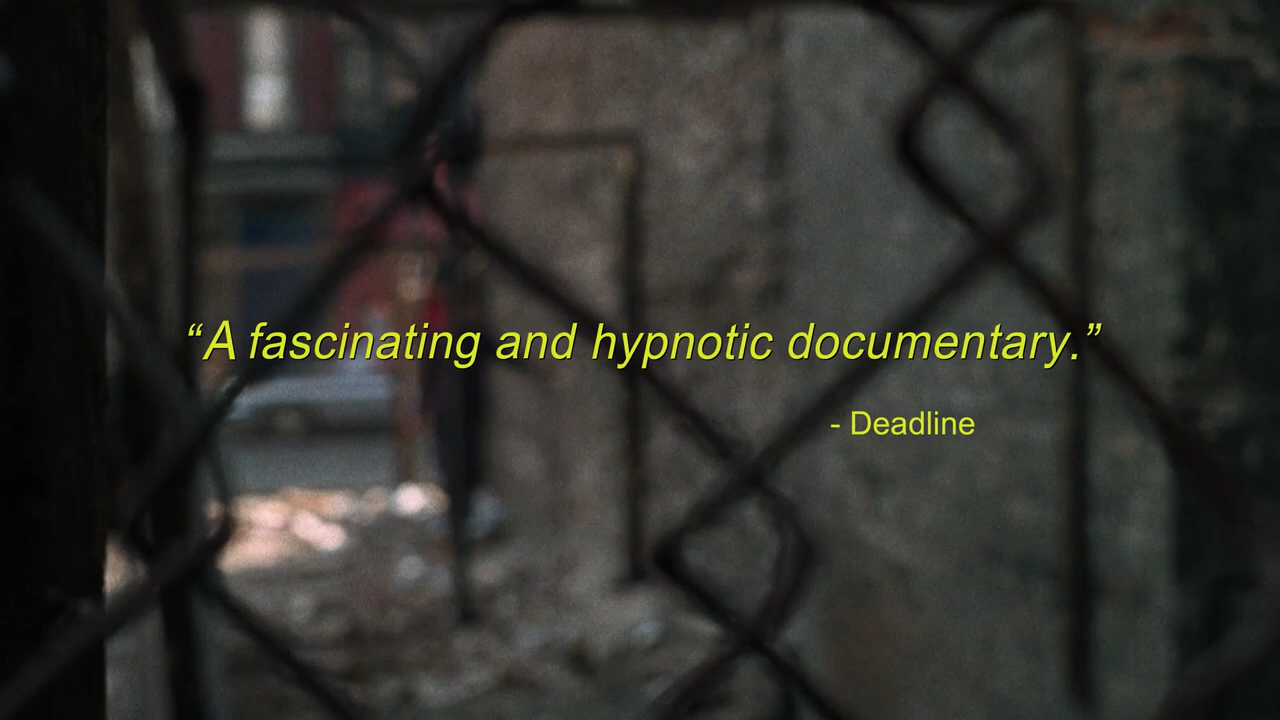 “A fascinating and hypnotic documentary.”
- Deadline